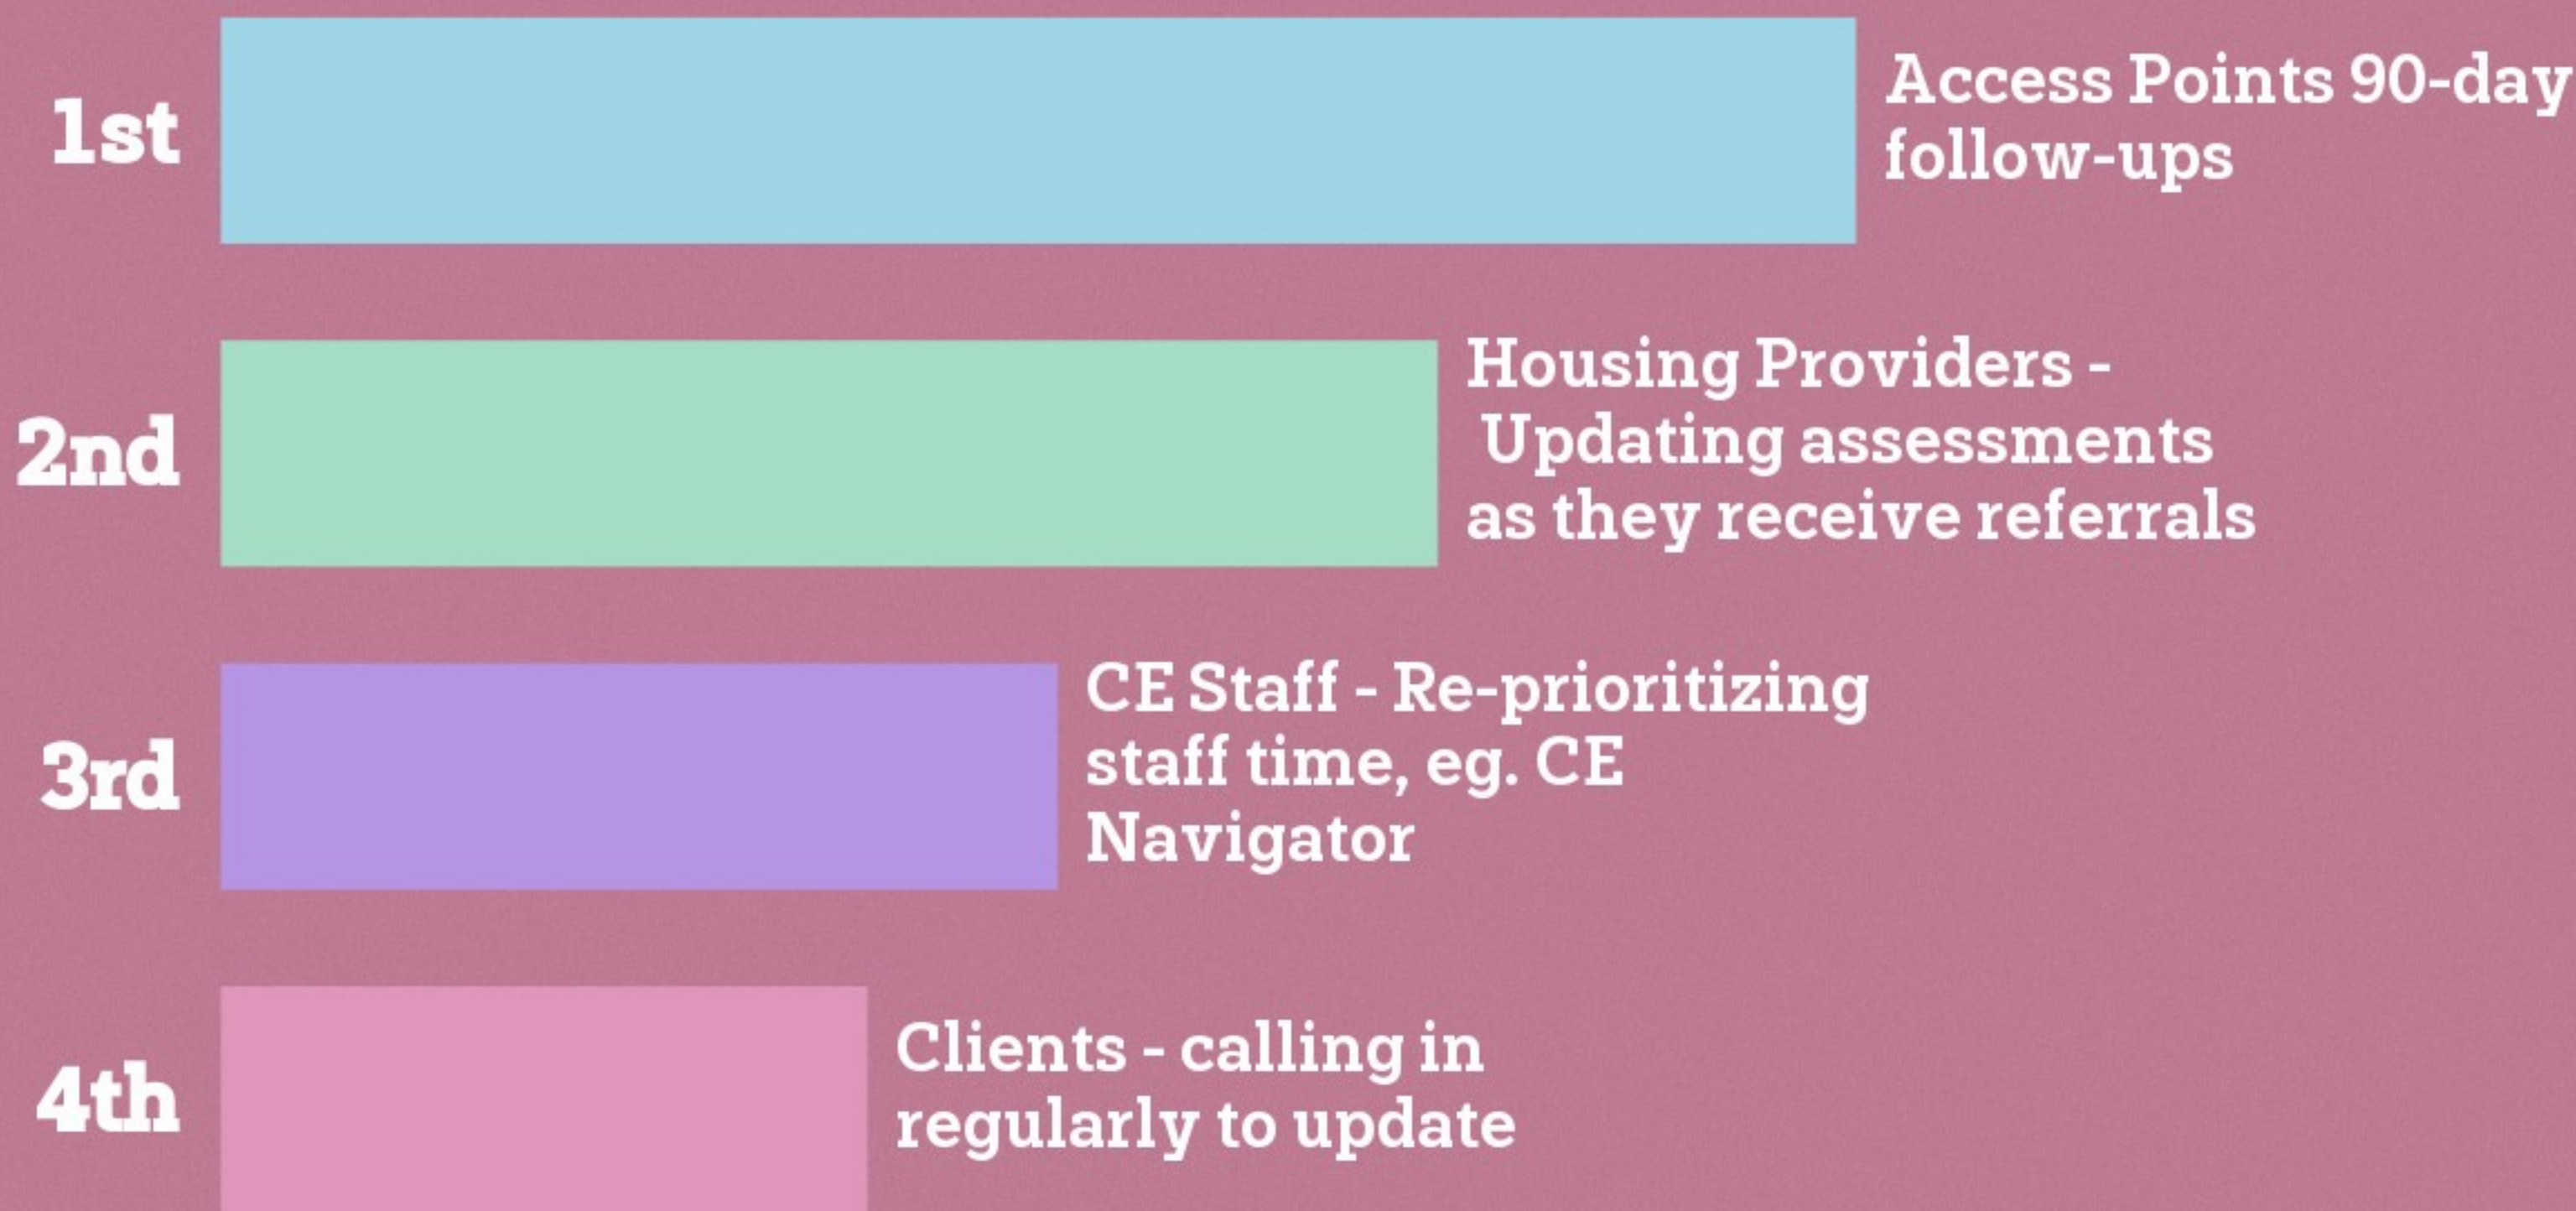 1st
Access Points 90-day
follow-ups
2nd
Housing Providers -
Updating assessments
as they receive referrals
3rd
CE Staff - Re-prioritizing
staff time, eg. CE
Navigator
4th
Clients - calling in
regularly to update